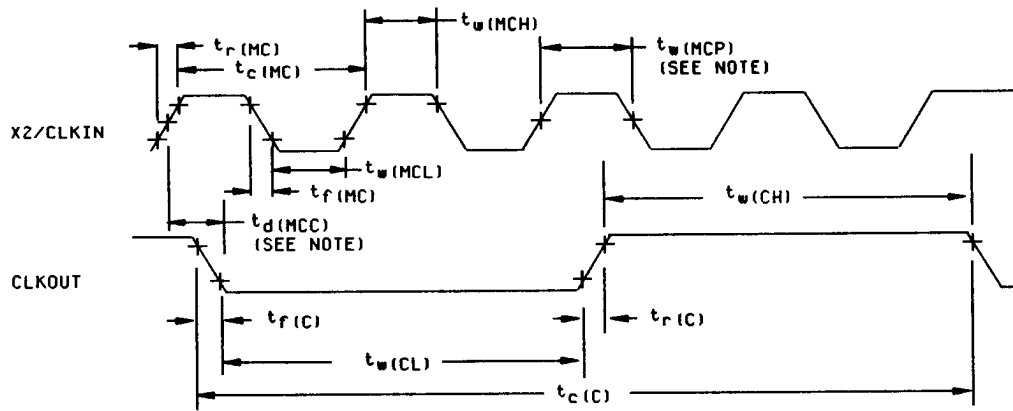 t_w(MCH)
t_r(MC)
t_c(MC)
t_w(MCP)
(SEE NOTE)
X2/CLKIN
t_w(MCL)
t_f(MC)
t_w(CH)
t_d(MCC)
(SEE NOTE)
CLKOUT
t_f(C)
t_r(C)
t_w(CL)
t_c(C)